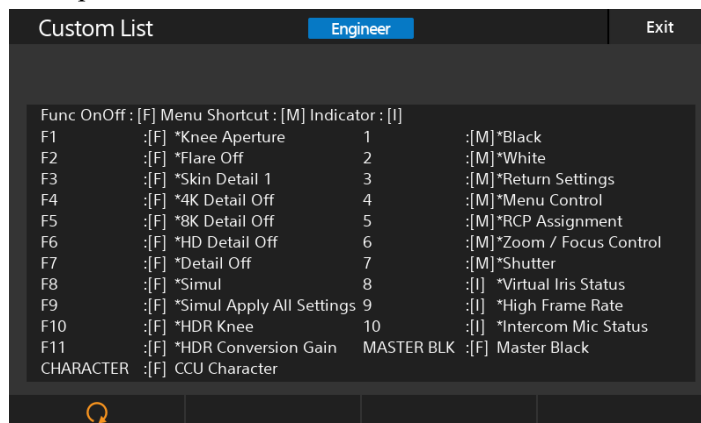 Custom List Engineer Exit
Func OnOff : [F] Menu Shortcut : [M] Indicator : [I]
F1 :[F] *Knee Aperture 1 :[M]*Black
F2 :[F] *Flare Off 2 :[M]*White
F3 :[F] *Skin Detail 1 3 :[M]*Return Settings
F4 :[F] *4K Detail Off 4 :[M]*Menu Control
F5 :[F] *8K Detail Off 5 :[M]*RCP Assignment
F6 :[F] *HD Detail Off 6 :[M]*Zoom / Focus Control
F7 :[F] *Detail Off 7 :[M]*Shutter
F8 :[F] *Simul 8 :[I] *Virtual Iris Status
F9 :[F] *Simul Apply All Settings 9 :[I] *High Frame Rate
F10 :[F] *HDR Knee 10 :[I] *Intercom Mic Status
F11 :[F] *HDR Conversion Gain MASTER BLK :[F] Master Black
CHARACTER :[F] CCU Character